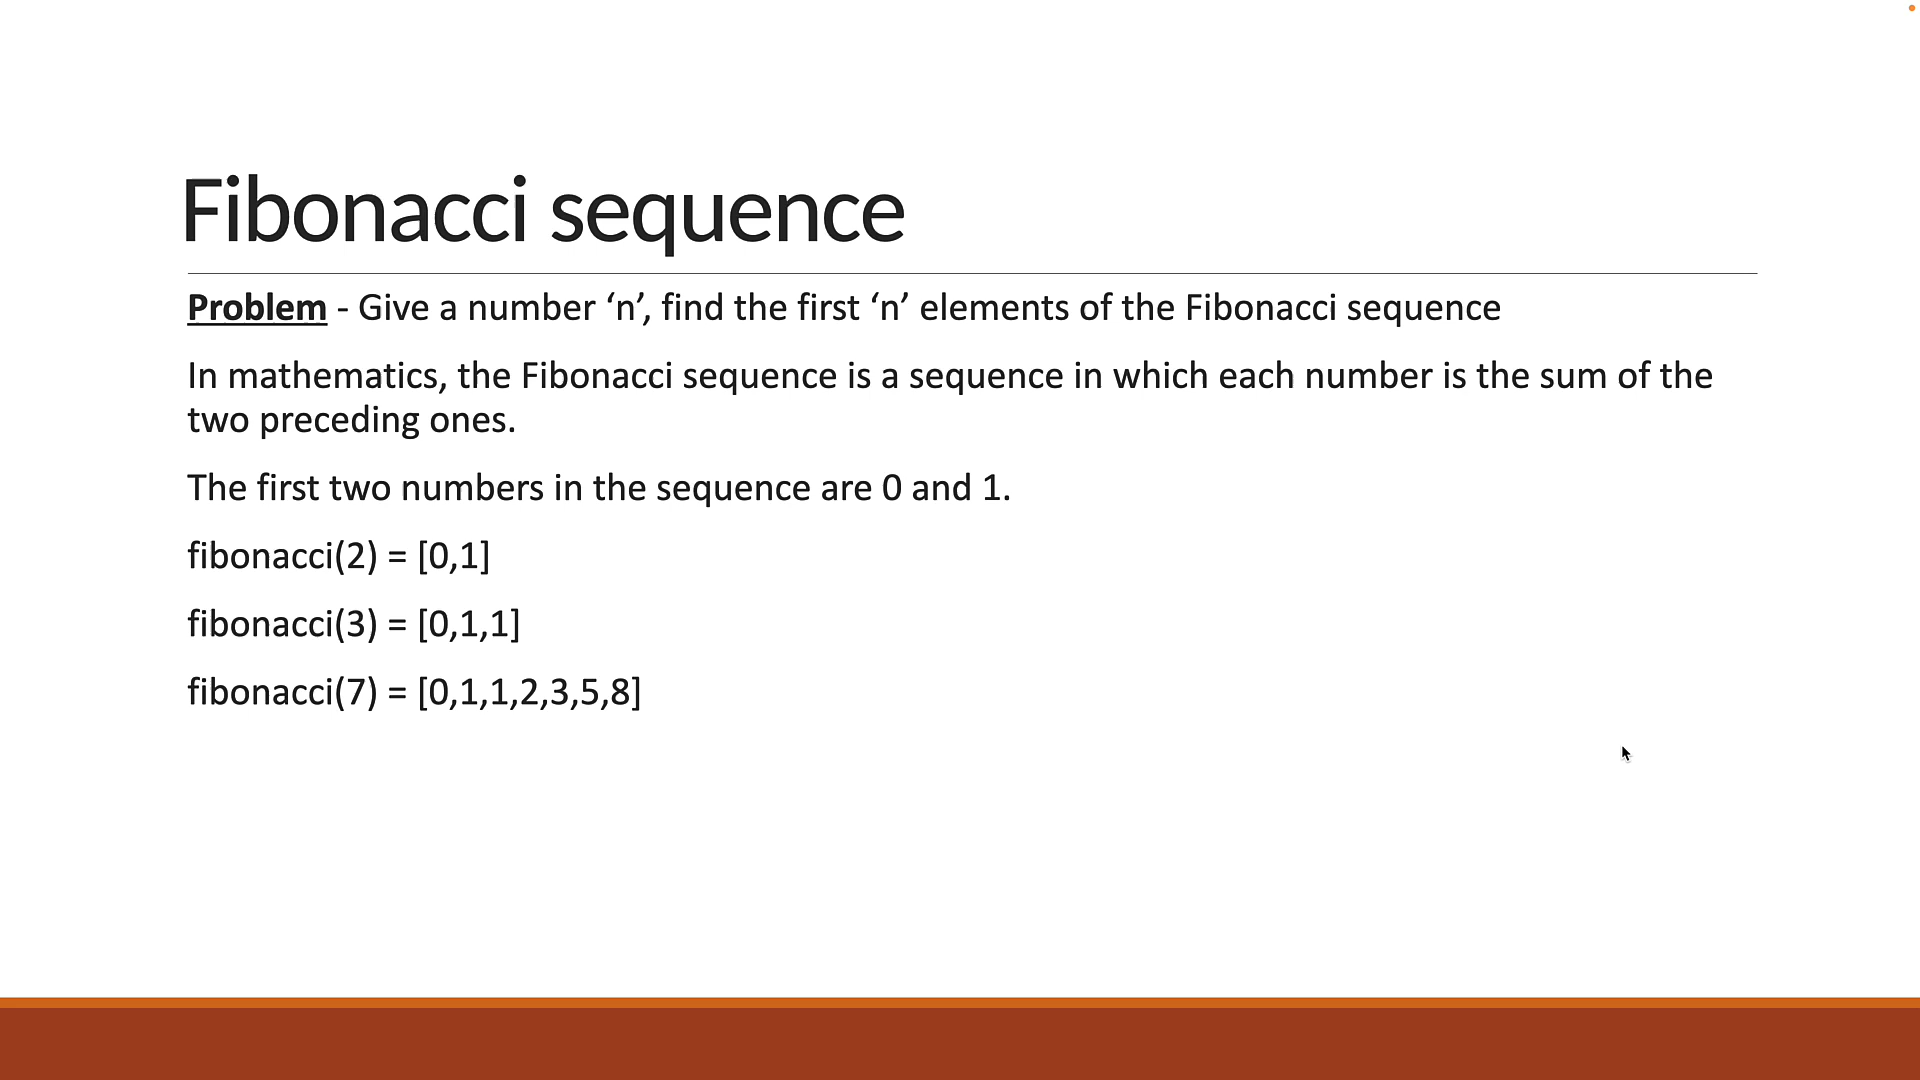 Fibonacci sequence
Problem - Give a number ‘n’, find the first ‘n’ elements of the Fibonacci sequence
In mathematics, the Fibonacci sequence is a sequence in which each number is the sum of the
two preceding ones.
The first two numbers in the sequence are 0 and 1.
fibonacci(2) = [0,1]
fibonacci(3) = [0,1,1]
fibonacci(7) = [0,1,1,2,3,5,8]